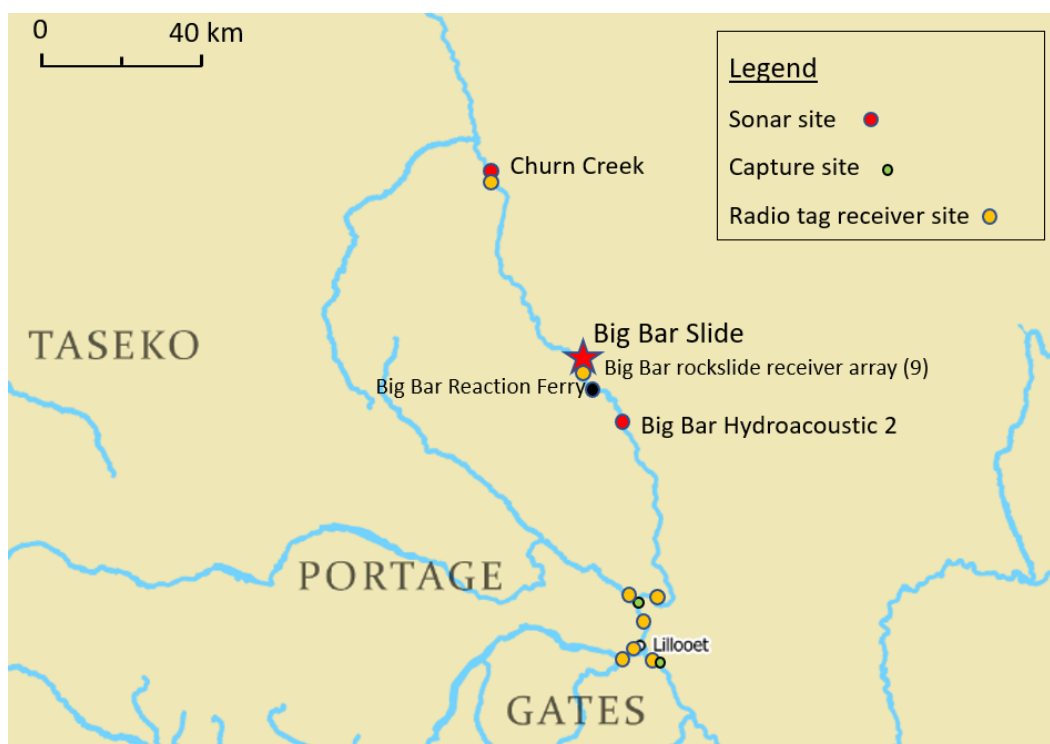 0 40 km
Legend
Sonar site
Capture site
Radio tag receiver site
Churn Creek
TASEKO
Big Bar Slide
Big Bar rockslide receiver array (9)
Big Bar Reaction Ferry
Big Bar Hydroacoustic 2
PORTAGE
Lillooet
GATES